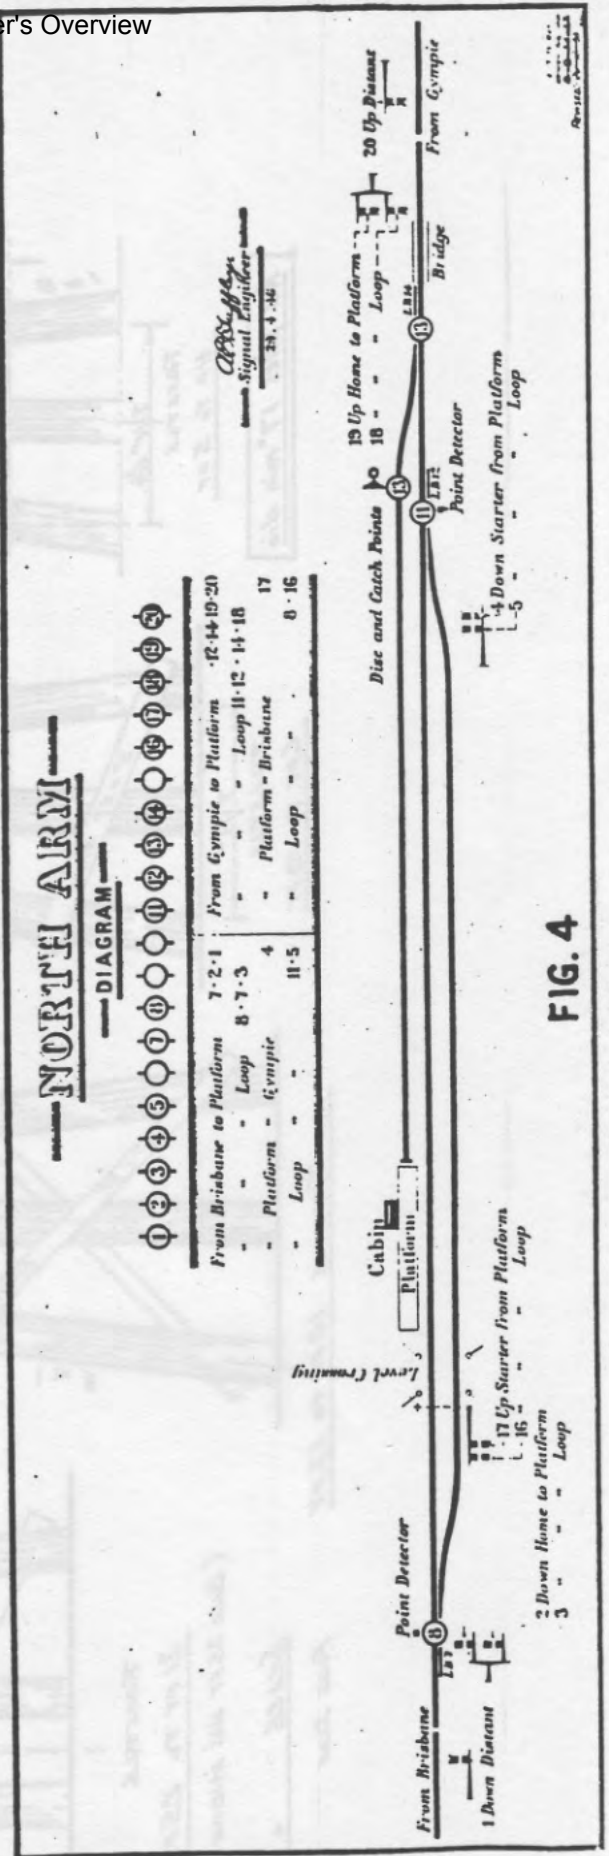 er's Overview
NORTH ARM
DIAGRAM
1 2 3 4 5 7 8 11 12 13 14 16 17 18 19 20
From Brisbane to Platform 7-2-1
" " " Loop 8-7-3
" Platform - Gympie 4
" Loop " " 11-5
From Gympie to Platform -12-14-19-20
" " " Loop 11-12-14-18
" Platform - Brisbane 17
" Loop " " 8-16
Signal Engineer
Cabin
Platform
Level Crossing
Disc and Catch Points
19 Up Home to Platform
18 " " " Loop
20 Up Distant
From Gympie
Bridge
13
13
11
Point Detector
4 Down Starter from Platform
5 " " " Loop
17 Up Starter from Platform
16 " " " Loop
2 Down Home to Platform
3 " " " Loop
Point Detector
8
From Brisbane
1 Down Distant
FIG. 4